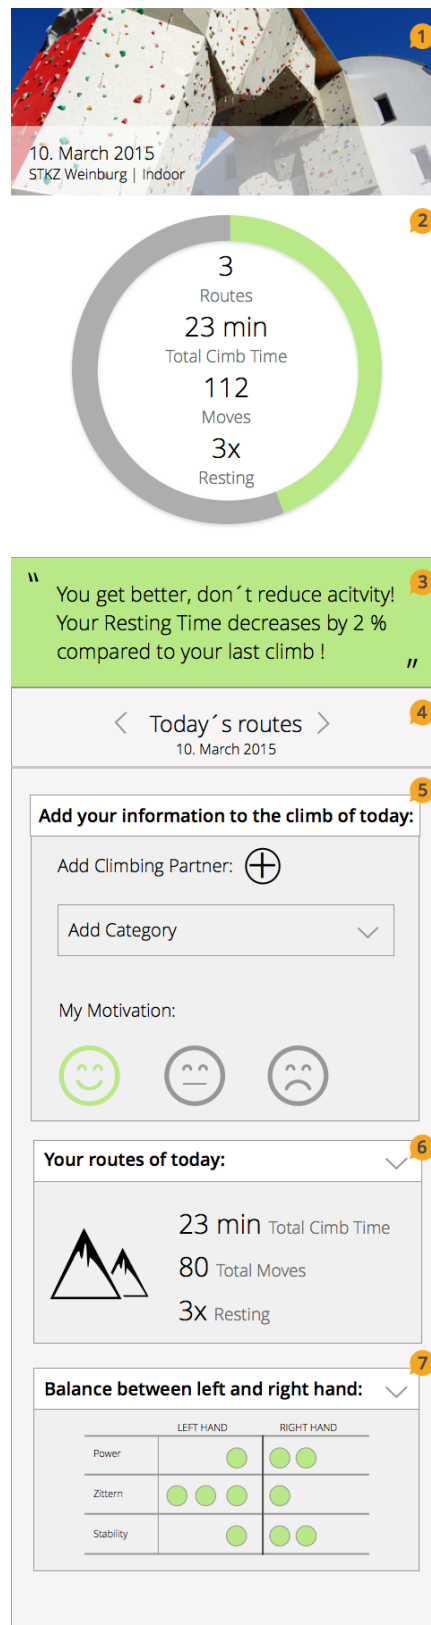 1
10. March 2015
STKZ Weinburg | Indoor
2
3
Routes
23 min
Total Cimb Time
112
Moves
3x
Resting
3
“ You get better, don´t reduce acitvity!
Your Resting Time decreases by 2 %
compared to your last climb ! ”
4
< Today´s routes >
10. March 2015
5
Add your information to the climb of today:
Add Climbing Partner:
Add Category
My Motivation:
6
Your routes of today:
23 min Total Cimb Time
80 Total Moves
3x Resting
7
Balance between left and right hand:
LEFT HAND RIGHT HAND
Power
Zittern
Stability